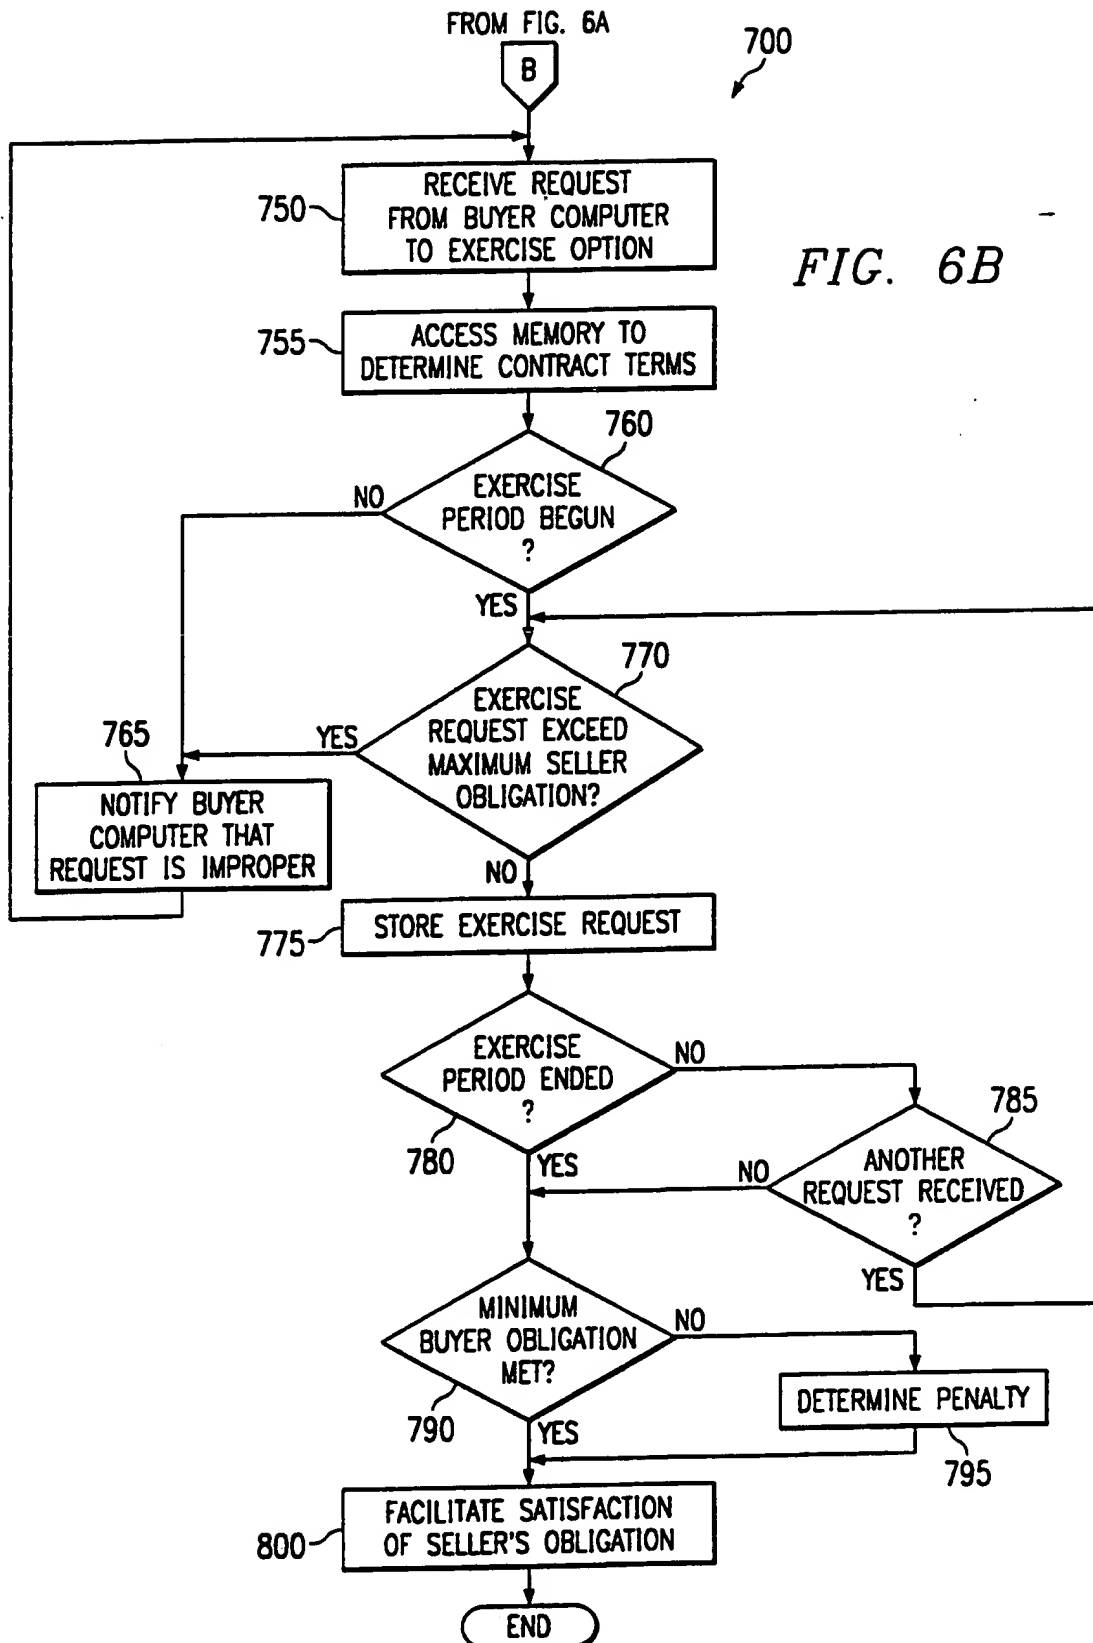 FROM FIG. 6A
B
700
750
RECEIVE REQUEST
FROM BUYER COMPUTER
TO EXERCISE OPTION
FIG. 6B
755
ACCESS MEMORY TO
DETERMINE CONTRACT TERMS
760
EXERCISE
PERIOD BEGUN
?
NO
YES
770
EXERCISE
REQUEST EXCEED
MAXIMUM SELLER
OBLIGATION?
YES
NO
765
NOTIFY BUYER
COMPUTER THAT
REQUEST IS IMPROPER
775
STORE EXERCISE REQUEST
EXERCISE
PERIOD ENDED
?
780
NO
YES
785
ANOTHER
REQUEST RECEIVED
?
NO
YES
MINIMUM
BUYER OBLIGATION
MET?
790
NO
YES
DETERMINE PENALTY
795
800
FACILITATE SATISFACTION
OF SELLER'S OBLIGATION
END